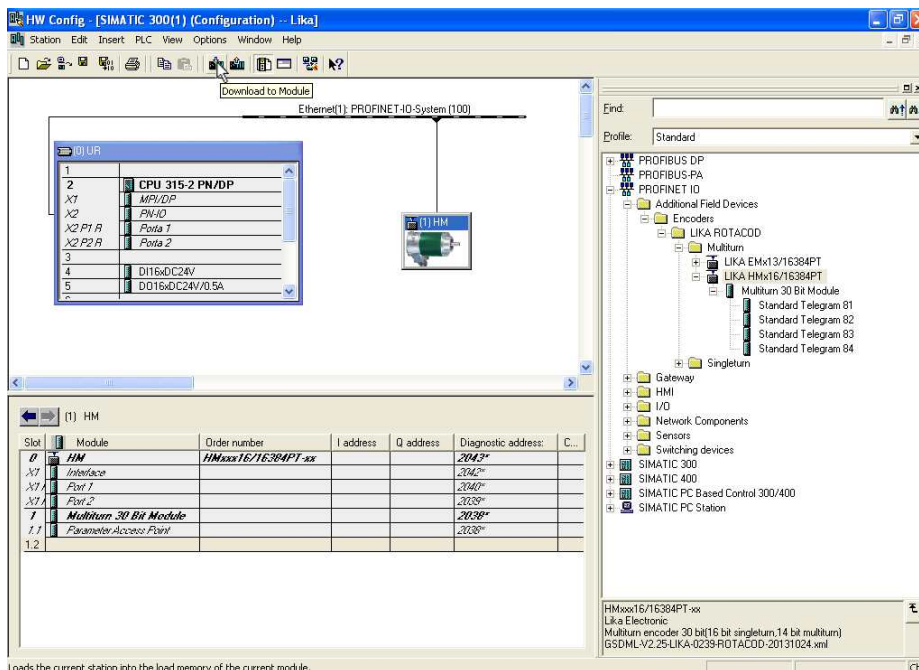 HW Config - [SIMATIC 300(1) (Configuration) -- Lika]
Station Edit Insert PLC View Options Window Help
Download to Module
Ethernet(1): PROFINET-IO-System (100)
(0) UR
1
2 CPU 315-2 PN/DP
X1 MPI/DP
X2 PN-IO
X2 P1 R Porta 1
X2 P2 R Porta 2
3
4 DI16xDC24V
5 DO16xDC24V/0.5A
(1) HM
(1) HM
Slot Module Order number I address Q address Diagnostic address: C...
0 HM HMxxx16/16384PT-xx 2043*
X1 Interface 2042*
X1 Port 1 2040*
X1 Port 2 2039*
1 Multiturn 30 Bit Module 2038*
1.1 Parameter Access Point 2038*
1.2
Find:
Profile: Standard
PROFIBUS DP
PROFIBUS-PA
PROFINET IO
Additional Field Devices
Encoders
LIKA ROTACOD
Multiturn
LIKA EMx13/16384PT
LIKA HMx16/16384PT
Multiturn 30 Bit Module
Standard Telegram 81
Standard Telegram 82
Standard Telegram 83
Standard Telegram 84
Singleturn
Gateway
HMI
I/O
Network Components
Sensors
Switching devices
SIMATIC 300
SIMATIC 400
SIMATIC PC Based Control 300/400
SIMATIC PC Station
HMxxx16/16384PT-xx
Lika Electronic
Multiturn encoder 30 bit(16 bit singleturn,14 bit multiturn)
GSDML-V2.25-LIKA-0239-ROTACOD-20131024.xml
Loads the current station into the load memory of the current module.